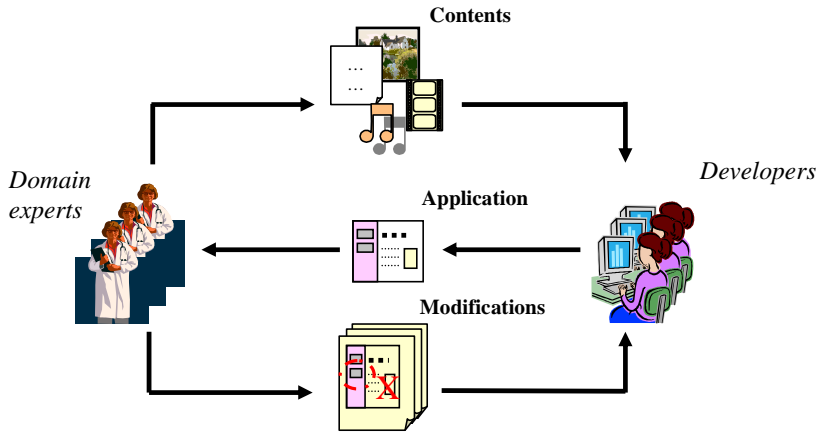 Contents
...
...
Domain
experts
Developers
Application
Modifications
X